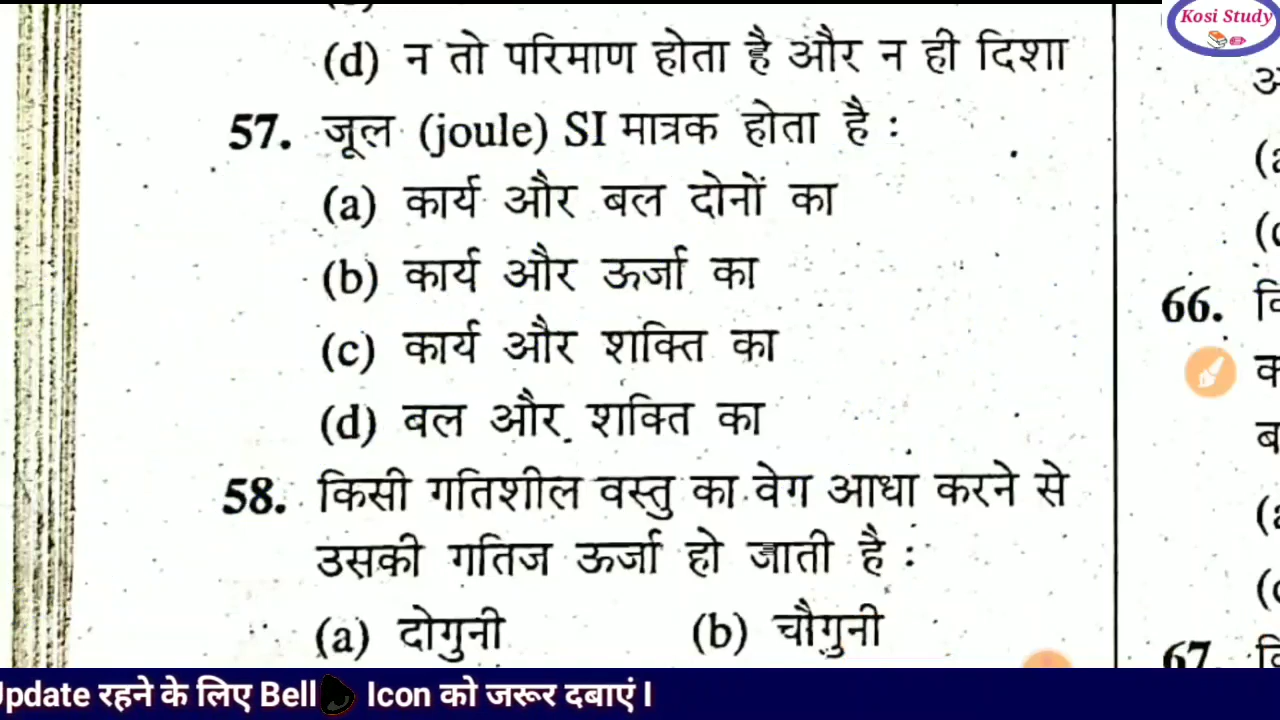 Kosi Study
(d) न तो परिमाण होता है और न ही दिशा
57. जूल (joule) SI मात्रक होता है :
(a) कार्य और बल दोनों का
(b) कार्य और ऊर्जा का
(c) कार्य और शक्ति का
(d) बल और शक्ति का
58. किसी गतिशील वस्तु का वेग आधा करने से
उसकी गतिज ऊर्जा हो जाती है :
(a) दोगुनी (b) चौगुनी
66.
67.
Update रहने के लिए Bell Icon को जरूर दबाएं l